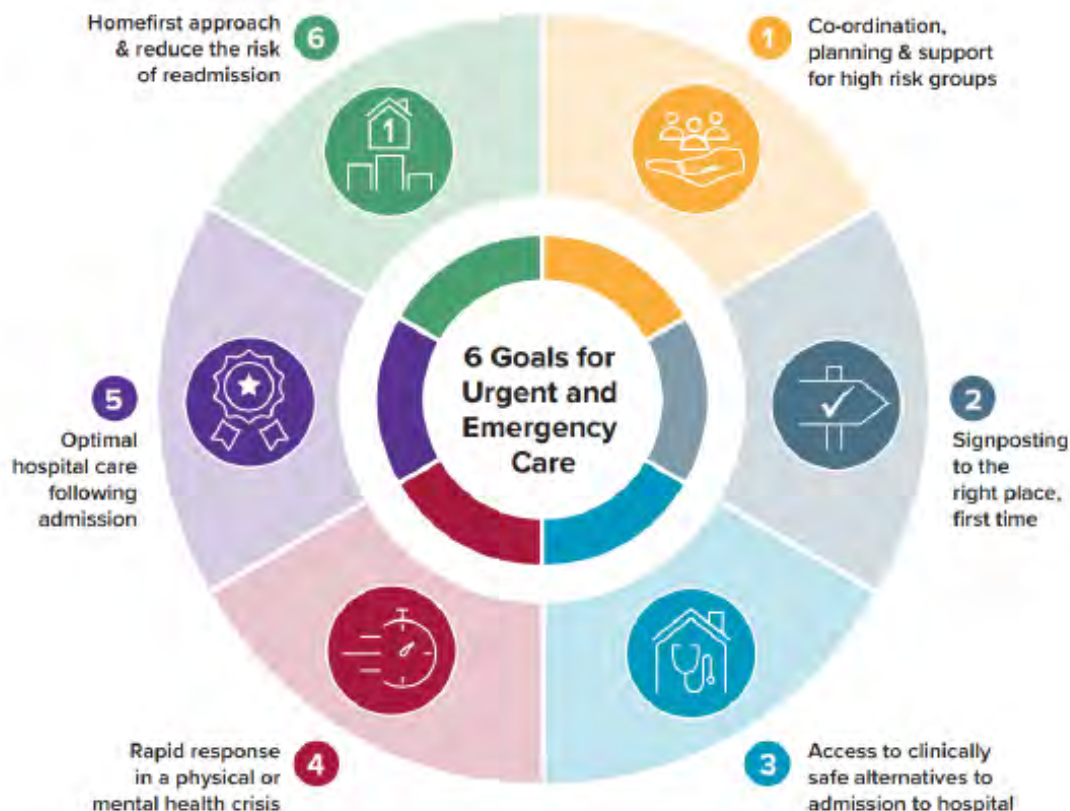 6 Goals for
Urgent and
Emergency
Care
1
Co-ordination,
planning & support
for high risk groups
2
Signposting
to the
right place,
first time
3
Access to clinically
safe alternatives to
admission to hospital
4
Rapid response
in a physical or
mental health crisis
5
Optimal
hospital care
following
admission
6
Homefirst approach
& reduce the risk
of readmission
1